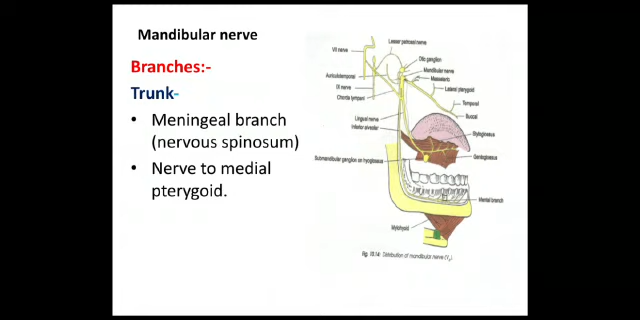 Mandibular nerve
Branches:-
Trunk-
• Meningeal branch
(nervous spinosum)
• Nerve to medial
pterygoid.
Lesser petrosal nerve
VII nerve
Otic ganglion
Mandibular nerve
Auriculotemporal
Masseteric
IX nerve
Lateral pterygoid
Chorda tympani
Temporal
Buccal
Lingual nerve
Inferior alveolar
Styloglossus
Submandibular ganglion on hyoglossus
Genioglossus
Mental branch
Mylohyoid
Distribution of mandibular nerve (V₃)